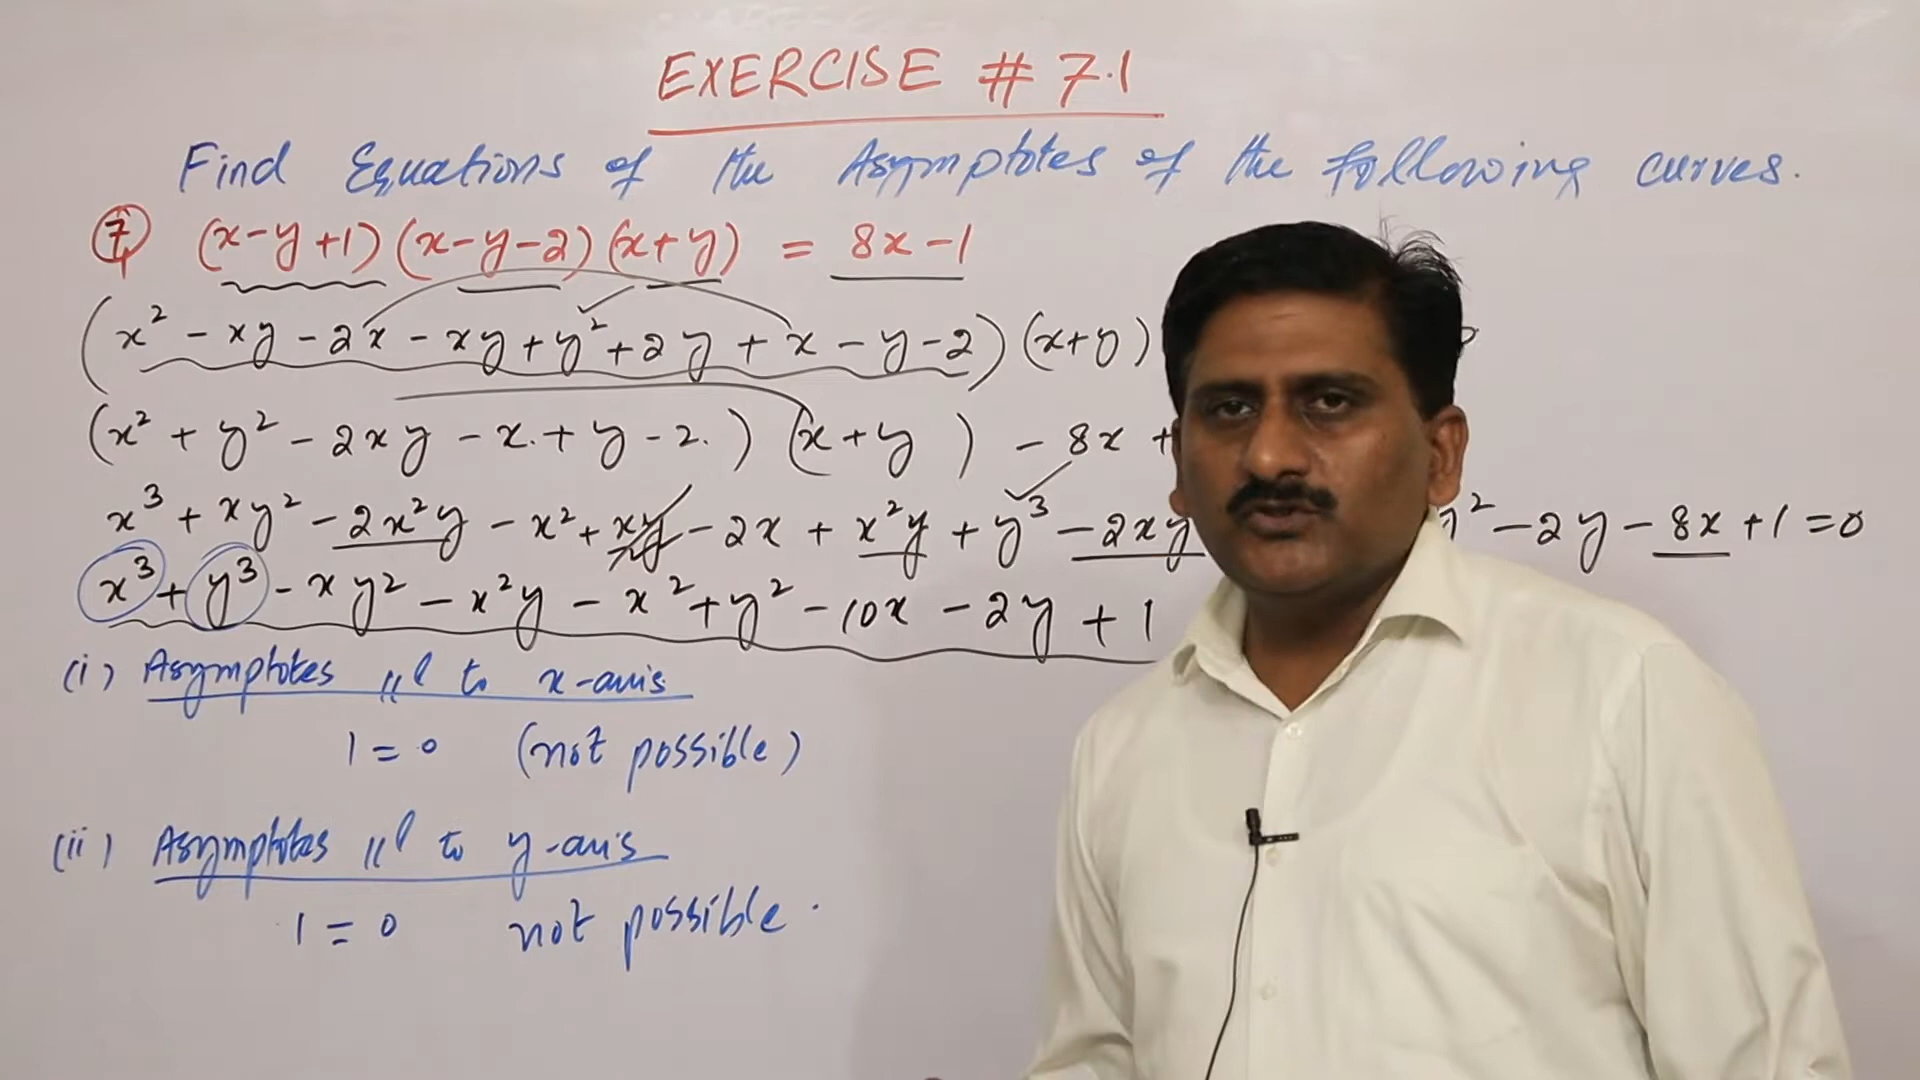 EXERCISE # 7.1
Find Equations of the Asymptotes of the following curves.
7 (x-y+1)(x-y-2)(x+y) = 8x-1
(x² - xy - 2x - xy + y² + 2y + x - y - 2)(x+y)
(x² + y² - 2xy - x + y - 2)(x+y) - 8x +
x³ + xy² - 2x²y - x² + xy - 2x + x²y + y³ - 2xy y² - 2y - 8x + 1 = 0
x³ + y³ - xy² - x²y - x² + y² - 10x - 2y + 1
(i) Asymptotes ||l to x-axis
1 = 0 (not possible)
(ii) Asymptotes ||l to y-axis
1 = 0 not possible.